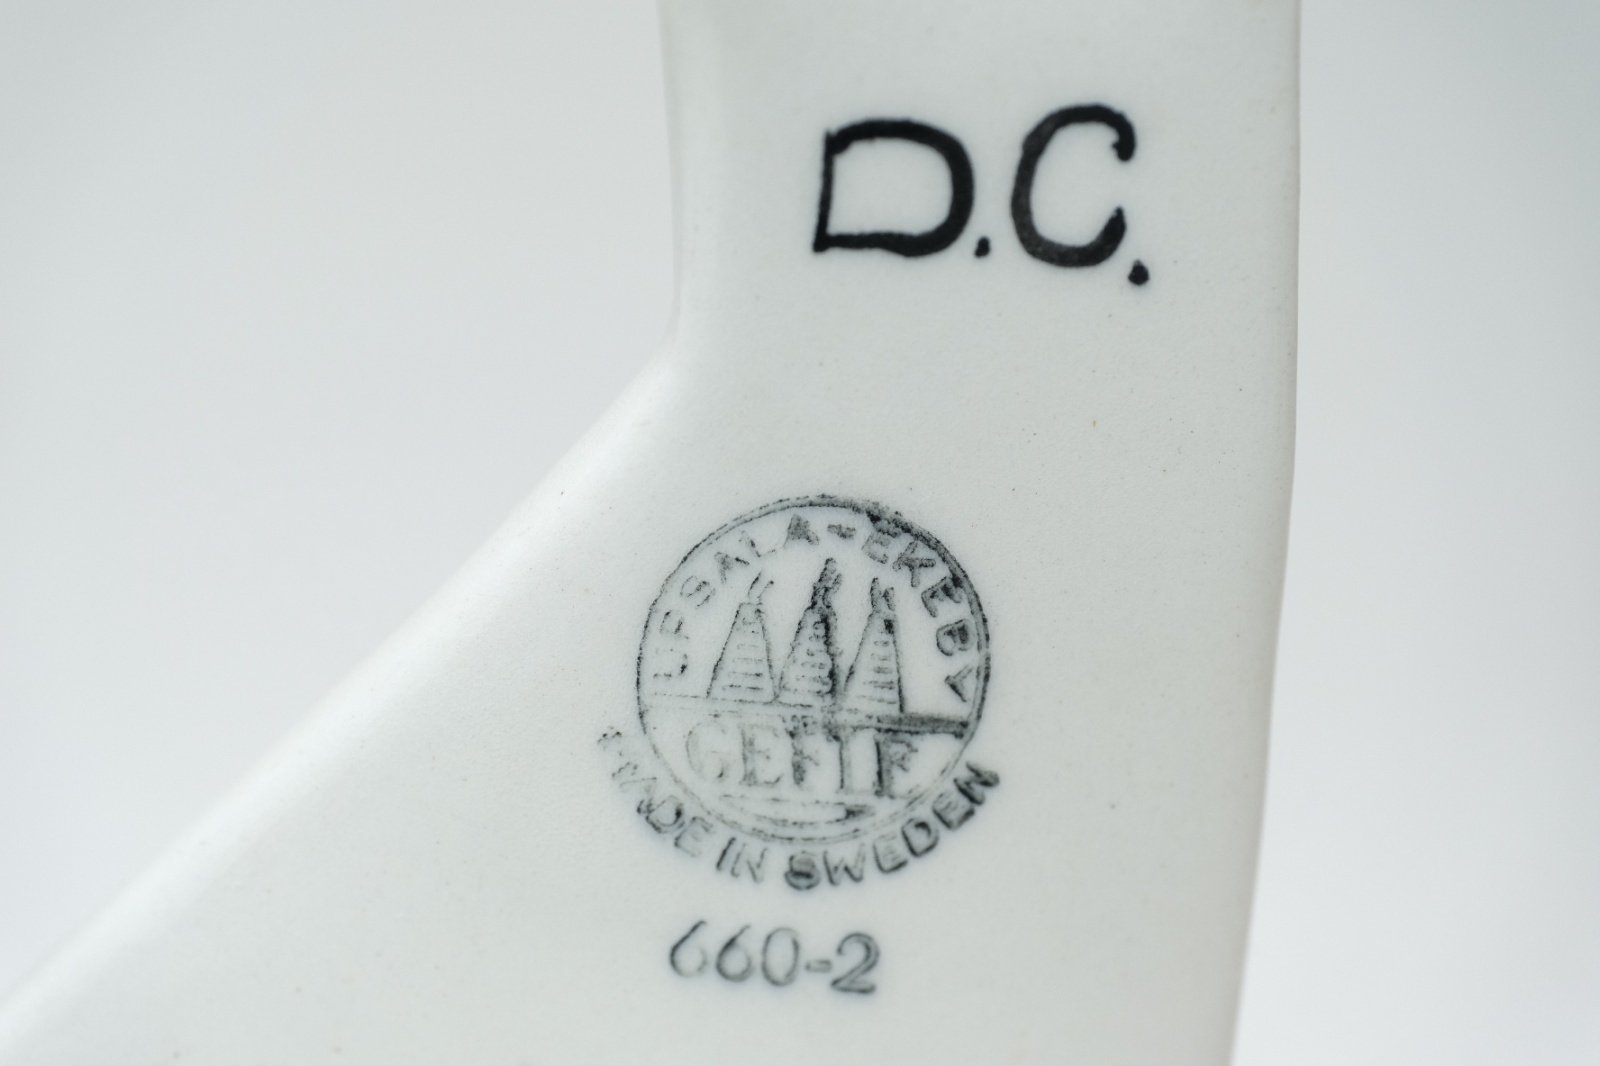 D.C.
UPSALA-EKEBY
GEFLE
MADE IN SWEDEN
660-2